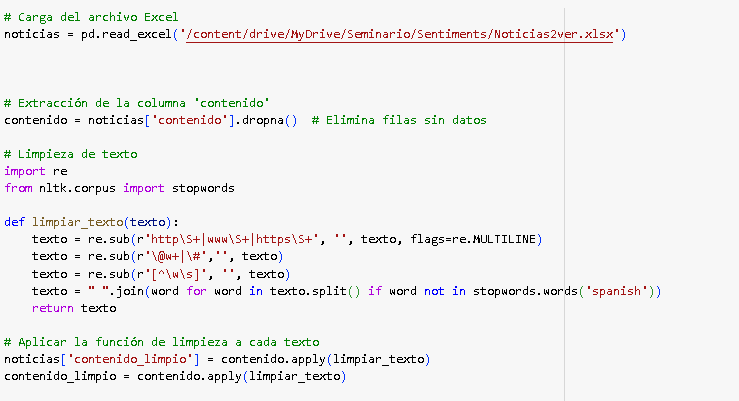 # Carga del archivo Excel
noticias = pd.read_excel('/content/drive/MyDrive/Seminario/Sentiments/Noticias2ver.xlsx')
# Extracción de la columna 'contenido'
contenido = noticias['contenido'].dropna()  # Elimina filas sin datos
# Limpieza de texto
import re
from nltk.corpus import stopwords
def limpiar_texto(texto):
    texto = re.sub(r'http\S+|www\S+|https\S+', '', texto, flags=re.MULTILINE)
    texto = re.sub(r'\@w+|\#','', texto)
    texto = re.sub(r'[^\w\s]', '', texto)
    texto = " ".join(word for word in texto.split() if word not in stopwords.words('spanish'))
    return texto
# Aplicar la función de limpieza a cada texto
noticias['contenido_limpio'] = contenido.apply(limpiar_texto)
contenido_limpio = contenido.apply(limpiar_texto)